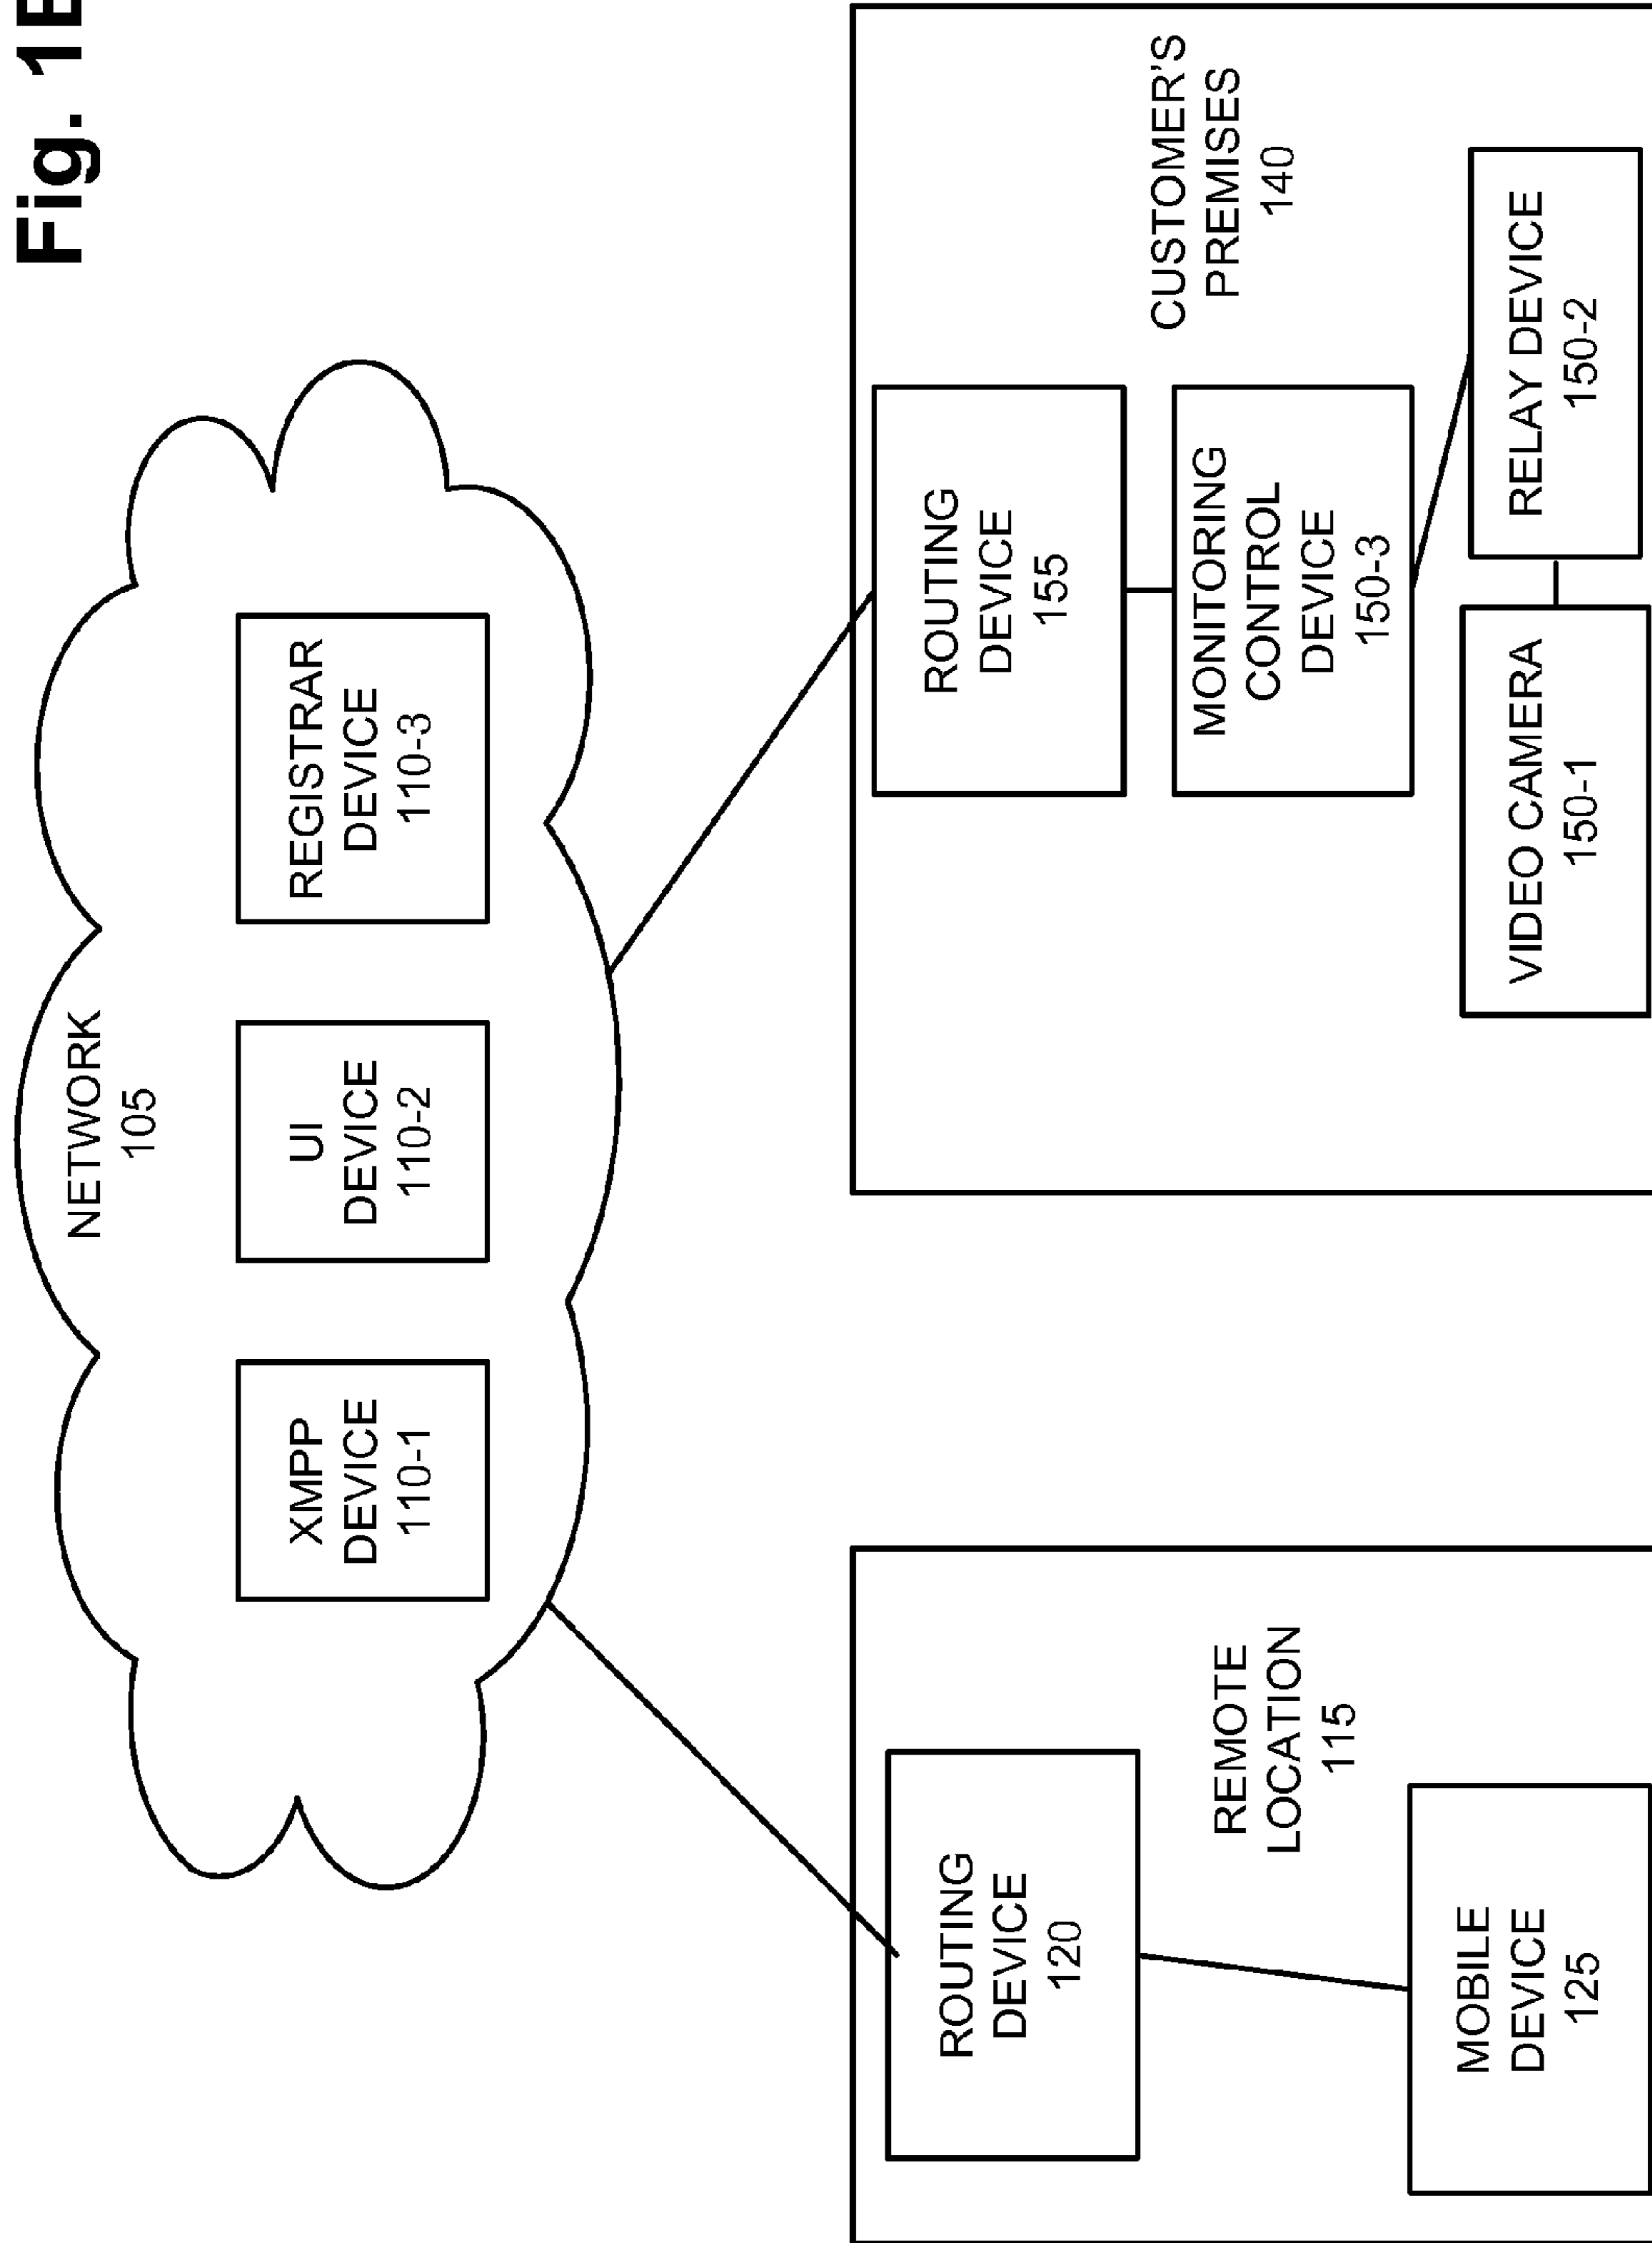 Fig.
NETWORK
105
XMPP
DEVICE
110-1
UI
DEVICE
110-2
REGISTRAR
DEVICE
110-3
ROUTING
DEVICE
120
REMOTE
LOCATION
115
MOBILE
DEVICE
125
ROUTING
DEVICE
155
MONITORING
CONTROL
DEVICE
150-3
CUSTOMER'S
PREMISES
140
VIDEO CAMERA
150-1
RELAY DEVICE
150-2